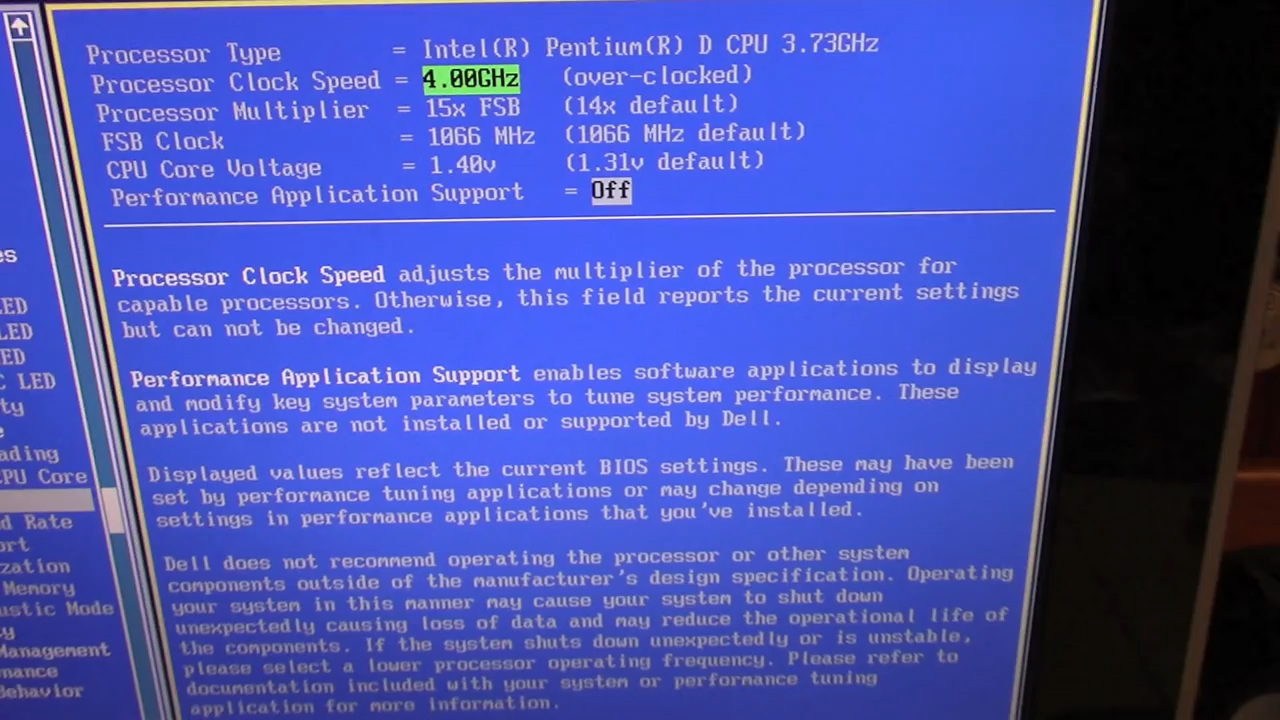 Processor Type = Intel(R) Pentium(R) D CPU 3.73GHz
Processor Clock Speed = 4.00GHz (over-clocked)
Processor Multiplier = 15x FSB (14x default)
FSB Clock = 1066 MHz (1066 MHz default)
CPU Core Voltage = 1.40v (1.31v default)
Performance Application Support = Off
Processor Clock Speed adjusts the multiplier of the processor for
capable processors. Otherwise, this field reports the current settings
but can not be changed.
Performance Application Support enables software applications to display
and modify key system parameters to tune system performance. These
applications are not installed or supported by Dell.
Displayed values reflect the current BIOS settings. These may have been
set by performance tuning applications or may change depending on
settings in performance applications that you've installed.
Dell does not recommend operating the processor or other system
components outside of the manufacturer's design specification. Operating
your system in this manner may cause your system to shut down
unexpectedly causing loss of data and may reduce the operational life of
the components. If the system shuts down unexpectedly or is unstable,
please select a lower processor operating frequency. Please refer to
documentation included with your system or performance tuning
application for more information.
es
ED
LED
ED
C LED
ty
e
ading
CPU Core
d Rate
ort
zation
Memory
ustic Mode
y
Management
mance
Behavior